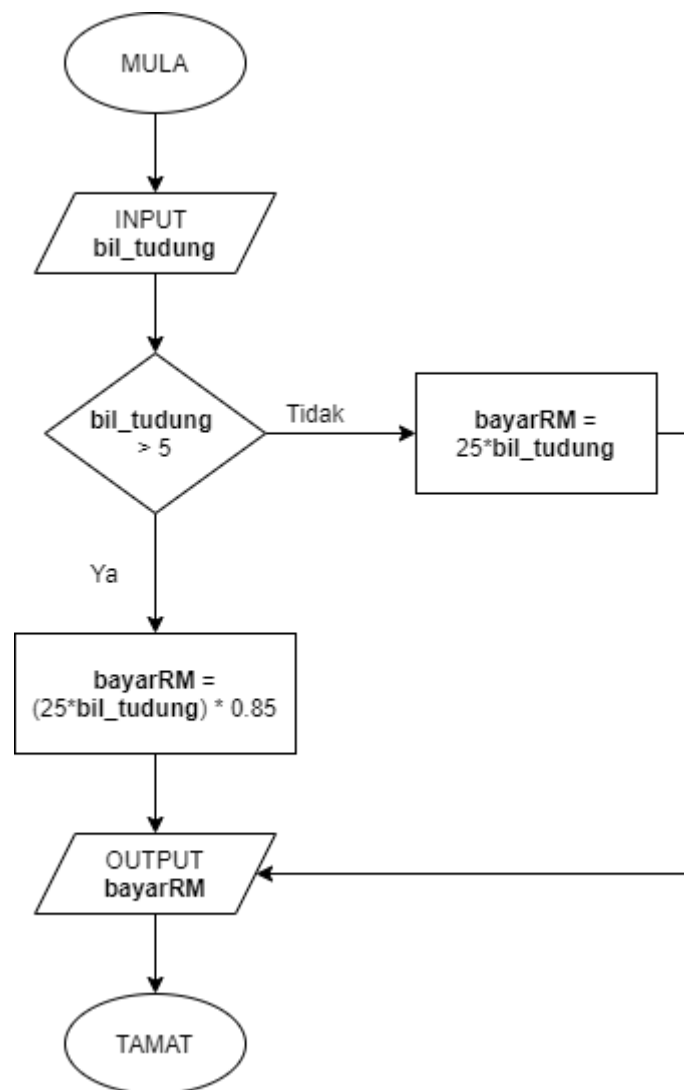 MULA
INPUT
bil_tudung
bil_tudung
> 5
Tidak
bayarRM =
25*bil_tudung
Ya
bayarRM =
(25*bil_tudung) * 0.85
OUTPUT
bayarRM
TAMAT